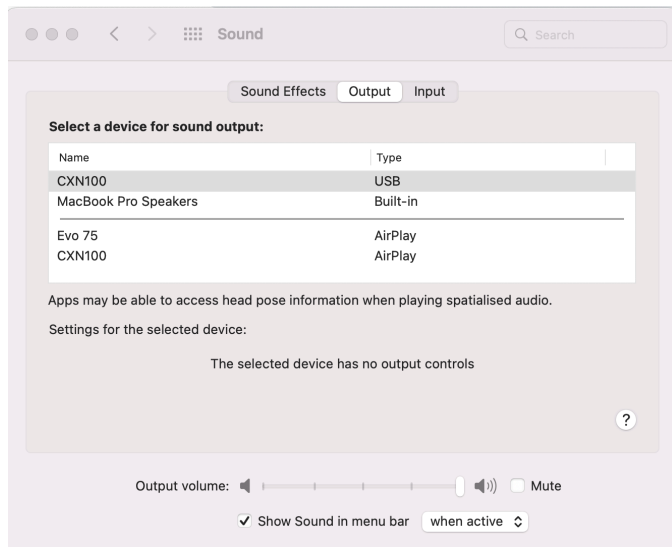 Sound
Search
Sound Effects Output Input
Select a device for sound output:
Name Type
CXN100 USB
MacBook Pro Speakers Built-in
Evo 75 AirPlay
CXN100 AirPlay
Apps may be able to access head pose information when playing spatialised audio.
Settings for the selected device:
The selected device has no output controls
?
Output volume: Mute
Show Sound in menu bar when active